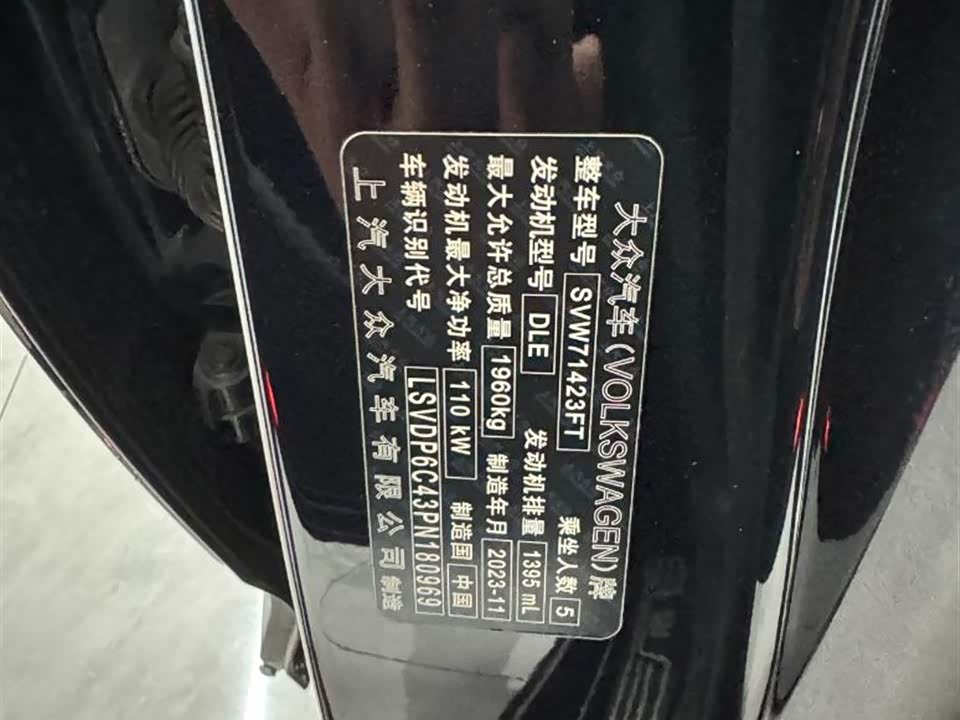 大众汽车(VOLKSWAGEN)牌
整车型号 SVW71423FT 乘坐人数 5
发动机型号 DLE 发动机排量 1395 mL
最大允许总质量 1960kg 制造年月 2023-11
发动机最大净功率 110 kW 制造国 中国
车辆识别代号 LSVDP6C43PN180969
上汽大众汽车有限公司制造